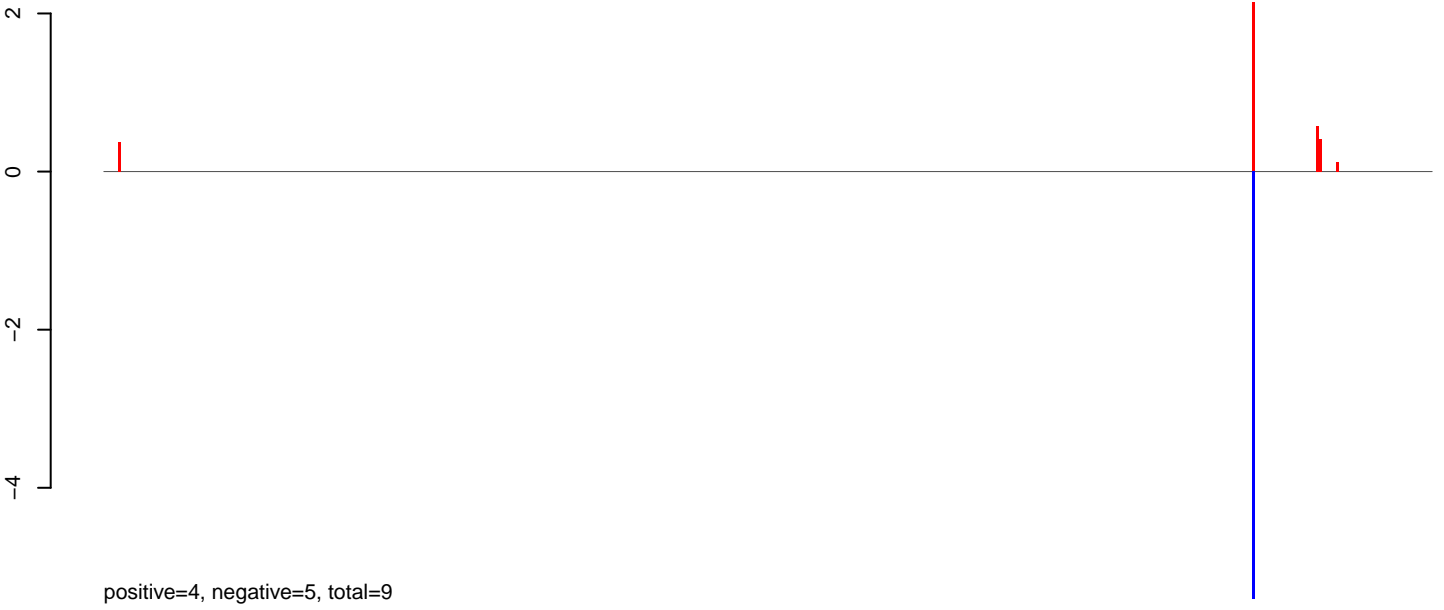 2
0
−2
−4
positive=4, negative=5, total=9